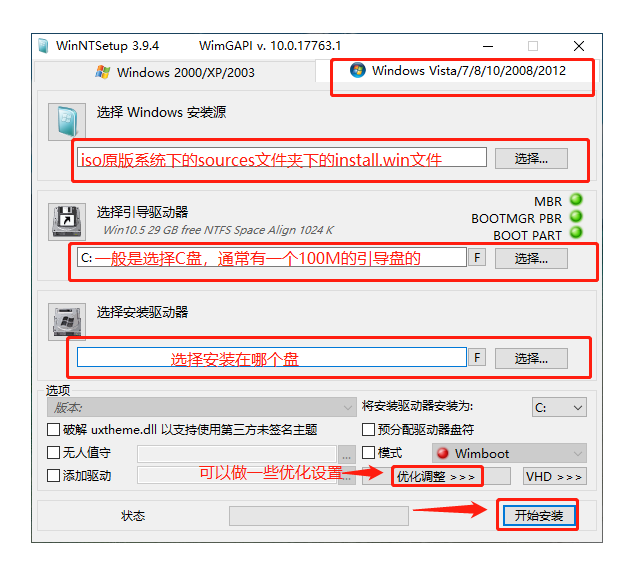 WinNTSetup 3.9.4 WimGAPI v. 10.0.17763.1
Windows 2000/XP/2003 Windows Vista/7/8/10/2008/2012
选择 Windows 安装源
iso原版系统下的sources文件夹下的install.win文件 选择...
选择引导驱动器
Win10.5 29 GB free NTFS Space Align 1024 K
MBR
BOOTMGR PBR
BOOT PART
C: 一般是选择C盘，通常有一个100M的引导盘的 F 选择...
选择安装驱动器
选择安装在哪个盘 F 选择...
选项
版本: 将安装驱动器安装为: C:
破解 uxtheme.dll 以支持使用第三方未签名主题 预分配驱动器盘符
无人值守 ... 模式 Wimboot
添加驱动 可以做一些优化设置 ... 优化调整 >>> VHD >>>
状态 开始安装